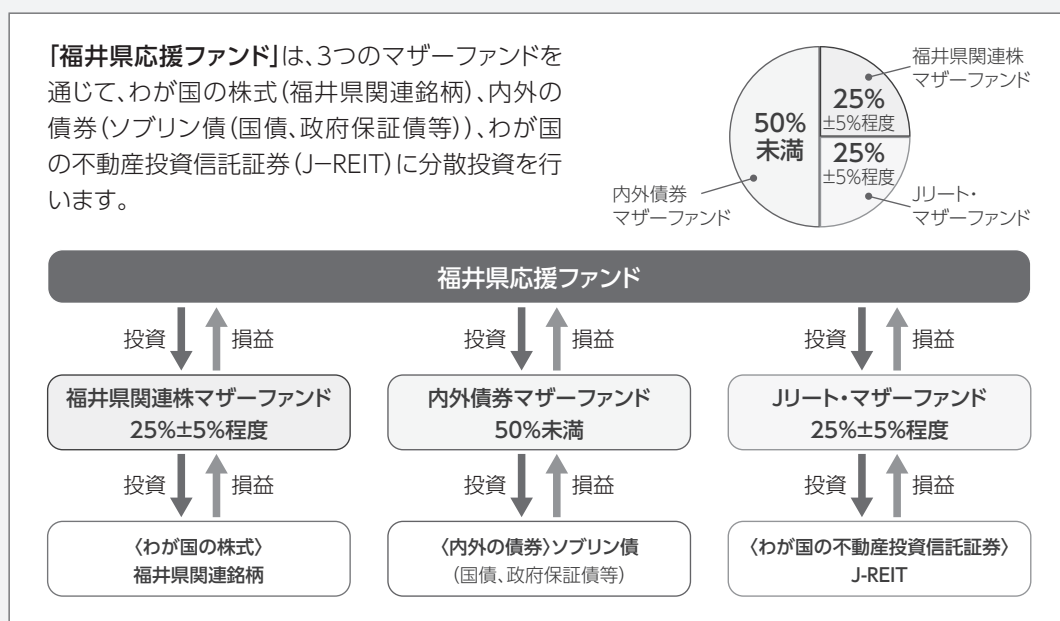 「福井県応援ファンド」は、3つのマザーファンドを
通じて、わが国の株式(福井県関連銘柄)、内外の
債券(ソブリン債(国債、政府保証債等))、わが国
の不動産投資信託証券(J−REIT)に分散投資を行
います。
福井県関連株
マザーファンド
25%
±5%程度
50%
未満
25%
±5%程度
内外債券
マザーファンド
Jリート・
マザーファンド
福井県応援ファンド
投資 損益 投資 損益 投資 損益
福井県関連株マザーファンド
25%±5%程度
内外債券マザーファンド
50%未満
Jリート・マザーファンド
25%±5%程度
投資 損益 投資 損益 投資 損益
〈わが国の株式〉
福井県関連銘柄
〈内外の債券〉ソブリン債
(国債、政府保証債等)
〈わが国の不動産投資信託証券〉
J-REIT